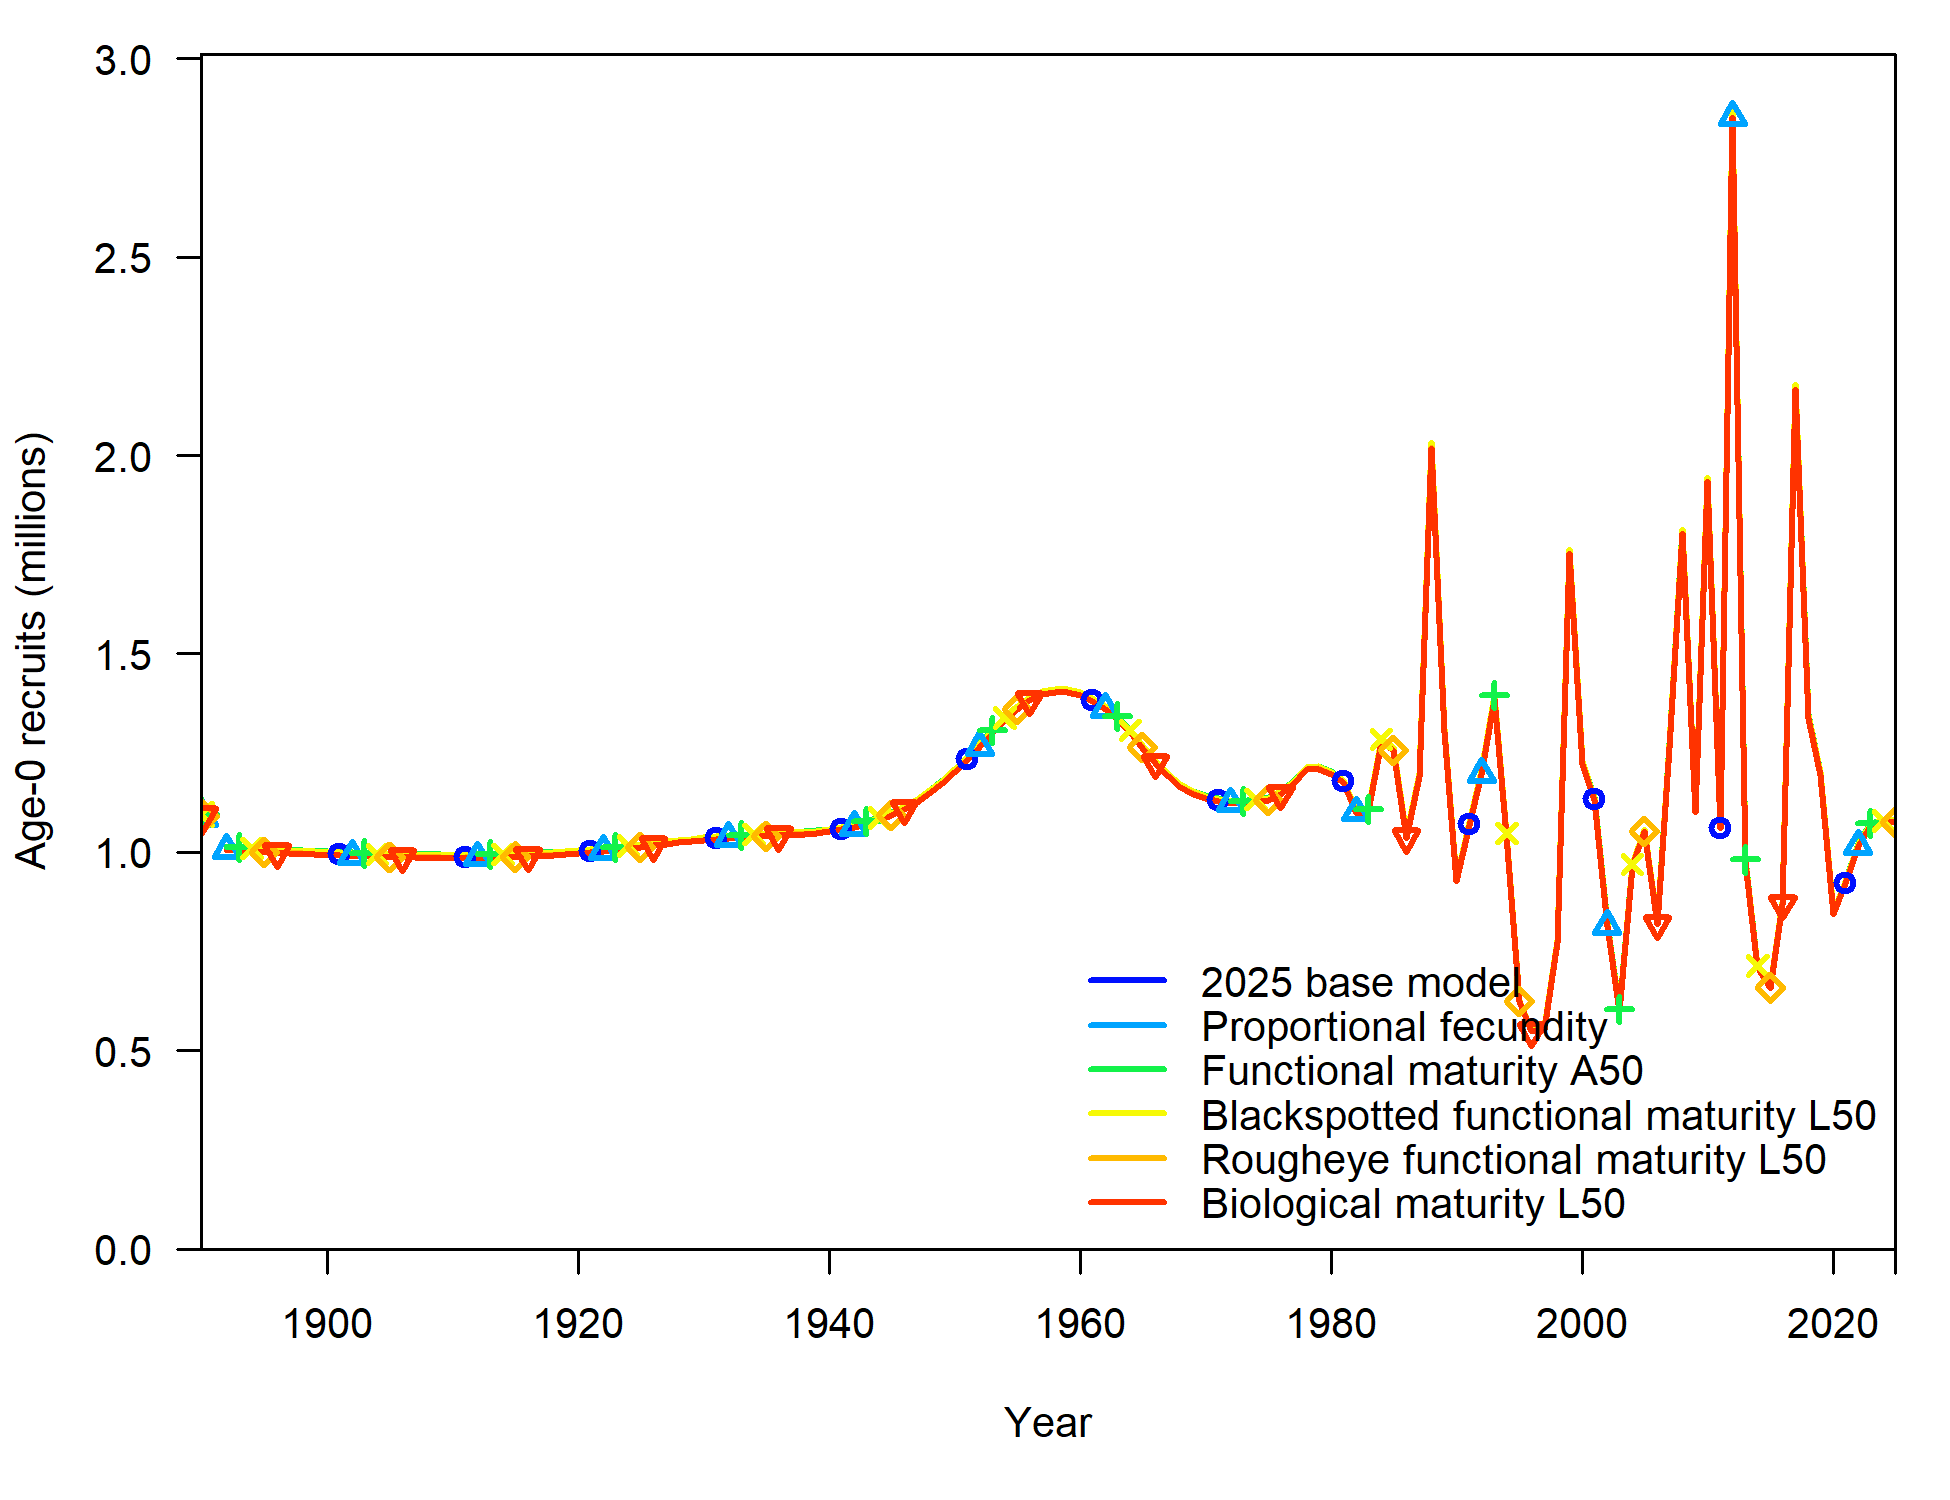 3.0
2.5
2.0
1.5
1.0
0.5
0.0
Age-0 recruits (millions)
2025 base model
Proportional fecundity
Functional maturity A50
Blackspotted functional maturity L50
Rougheye functional maturity L50
Biological maturity L50
1900 1920 1940 1960 1980 2000 2020
Year